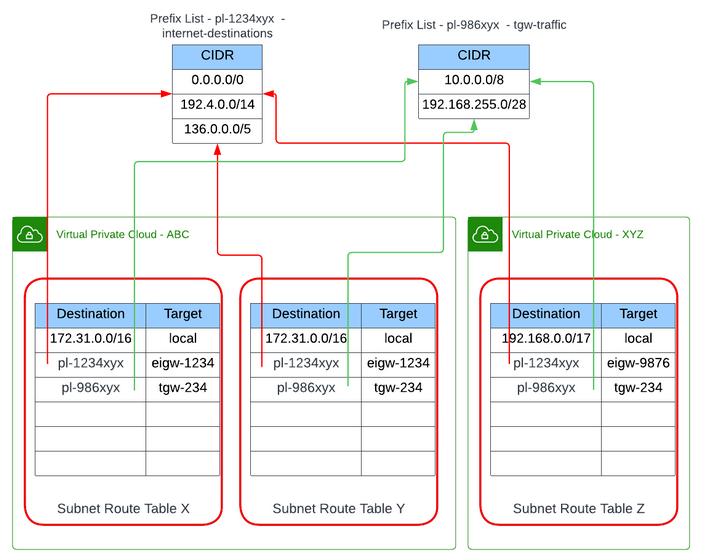 Prefix List - pl-1234xyx -
internet-destinations
CIDR
0.0.0.0/0
192.4.0.0/14
136.0.0.0/5
Prefix List - pl-986xyx - tgw-traffic
CIDR
10.0.0.0/8
192.168.255.0/28
Virtual Private Cloud - ABC
Destination Target
172.31.0.0/16 local
pl-1234xyx eigw-1234
pl-986xyx tgw-234
Subnet Route Table X
Destination Target
172.31.0.0/16 local
pl-1234xyx eigw-1234
pl-986xyx tgw-234
Subnet Route Table Y
Virtual Private Cloud - XYZ
Destination Target
192.168.0.0/17 local
pl-1234xyx eigw-9876
pl-986xyx tgw-234
Subnet Route Table Z